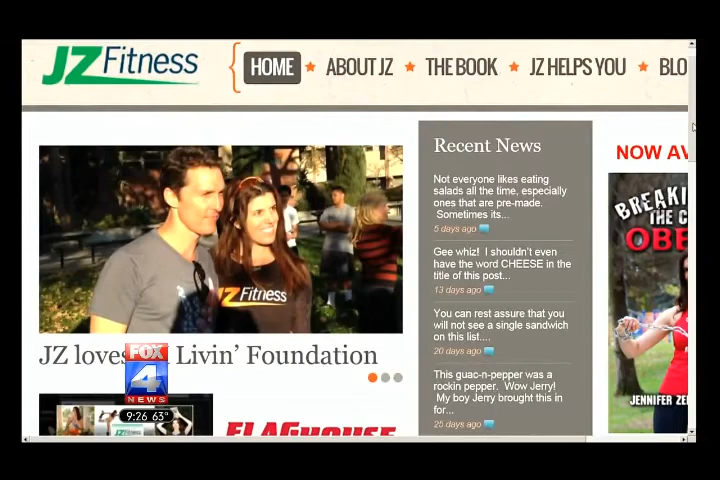 JZ Fitness
HOME ★ ABOUT JZ ★ THE BOOK ★ JZ HELPS YOU ★ BLO
JZ Fitness
JZ loves Livin' Foundation
FOX
4
NEWS
9:26 63°
JZ Fitness
FLAGHOUSE
Recent News
Not everyone likes eating
salads all the time, especially
ones that are pre-made.
Sometimes its...
5 days ago
Gee whiz! I shouldn't even
have the word CHEESE in the
title of this post...
13 days ago
You can rest assure that you
will not see a single sandwich
on this list....
20 days ago
This guac-n-pepper was a
rockin pepper. Wow Jerry!
My boy Jerry brought this in
for...
25 days ago
NOW AV
BREAKI
THE C
OBE
JENNIFER ZE